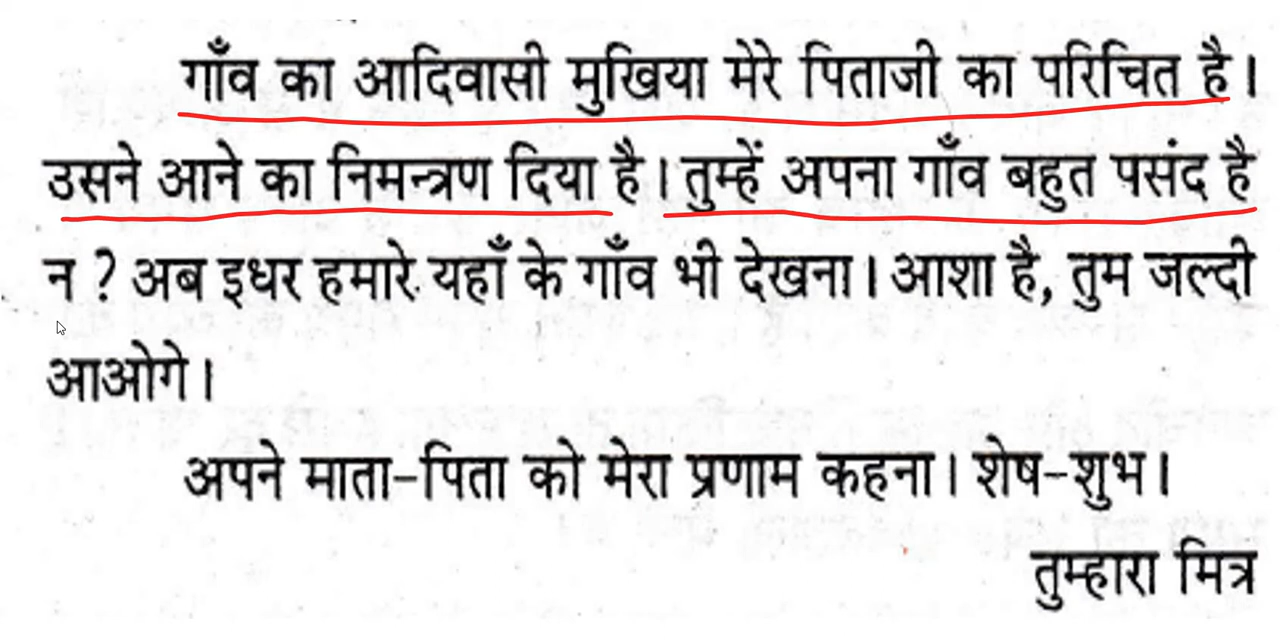 गाँव का आदिवासी मुखिया मेरे पिताजी का परिचित है।
उसने आने का निमन्त्रण दिया है। तुम्हें अपना गाँव बहुत पसंद है
न ? अब इधर हमारे यहाँ के गाँव भी देखना। आशा है, तुम जल्दी
आओगे।
अपने माता-पिता को मेरा प्रणाम कहना। शेष-शुभ।
तुम्हारा मित्र